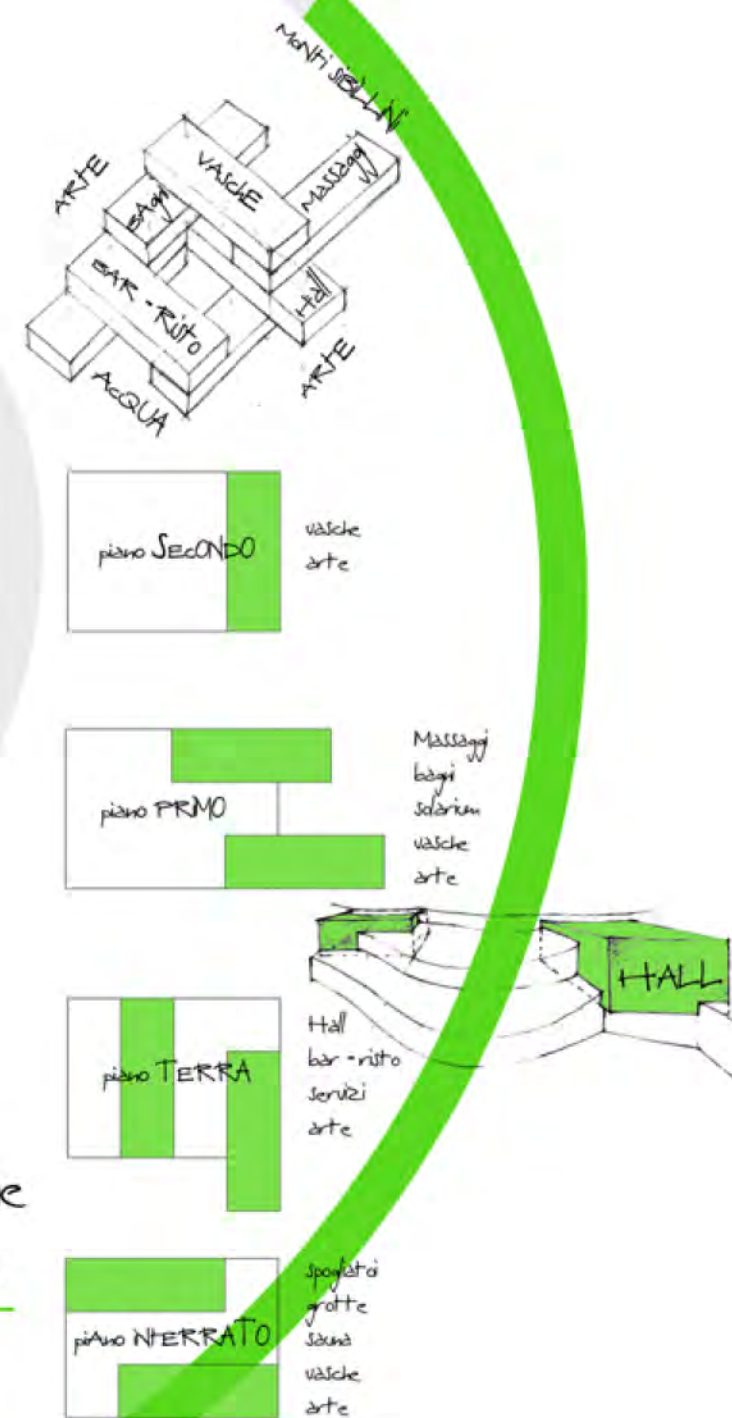 MONTI SIBILLINI
ARTE
VASCHE
MASSAGGI
BAGNI
BAR - RISTO
Hall
ARTE
ACQUA
piano SECONDO
vasche
arte
piano PRIMO
Massaggi
bagni
solarium
vasche
arte
HALL
piano TERRA
Hall
bar - risto
servizi
arte
e
piAno iNTERRATO
spogliatoi
grotte
sauna
vasche
arte